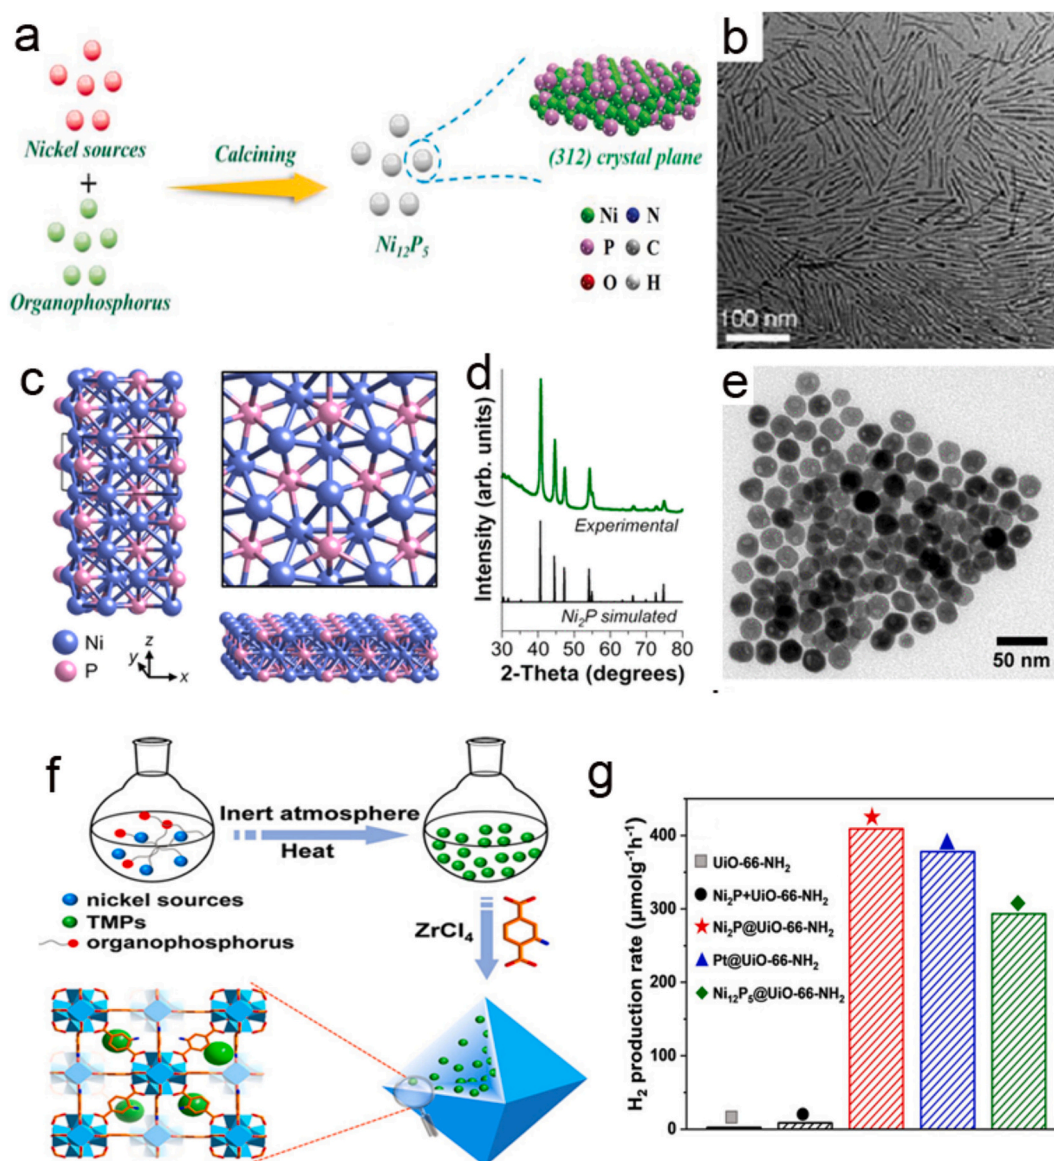 a
Nickel sources
+
Organophosphorus
Calcining
Ni₁₂P₅
(312) crystal plane
Ni N
P C
O H
b
100 nm
c
Ni
P
z
y
x
d
Intensity (arb. units)
Experimental
Ni₂P simulated
30 40 50 60 70 80
2-Theta (degrees)
e
50 nm
f
Inert atmosphere
Heat
nickel sources
TMPs
organophosphorus
ZrCl₄
g
H₂ production rate (μmolg⁻¹h⁻¹)
400
300
200
100
0
UiO-66-NH₂
Ni₂P+UiO-66-NH₂
Ni₂P@UiO-66-NH₂
Pt@UiO-66-NH₂
Ni₁₂P₅@UiO-66-NH₂